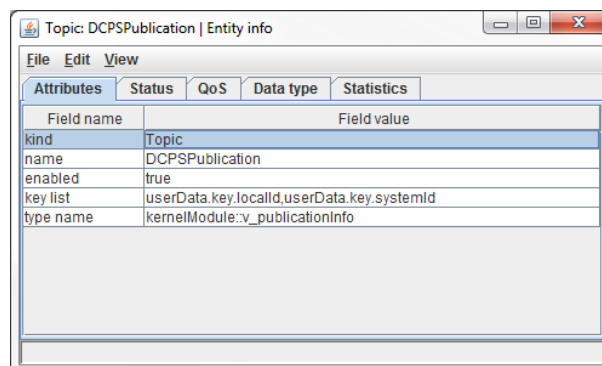 Topic: DCPSPublication | Entity info
File Edit View
Attributes Status QoS Data type Statistics
Field name Field value
kind Topic
name DCPSPublication
enabled true
key list userData.key.localId,userData.key.systemId
type name kernelModule::v_publicationInfo